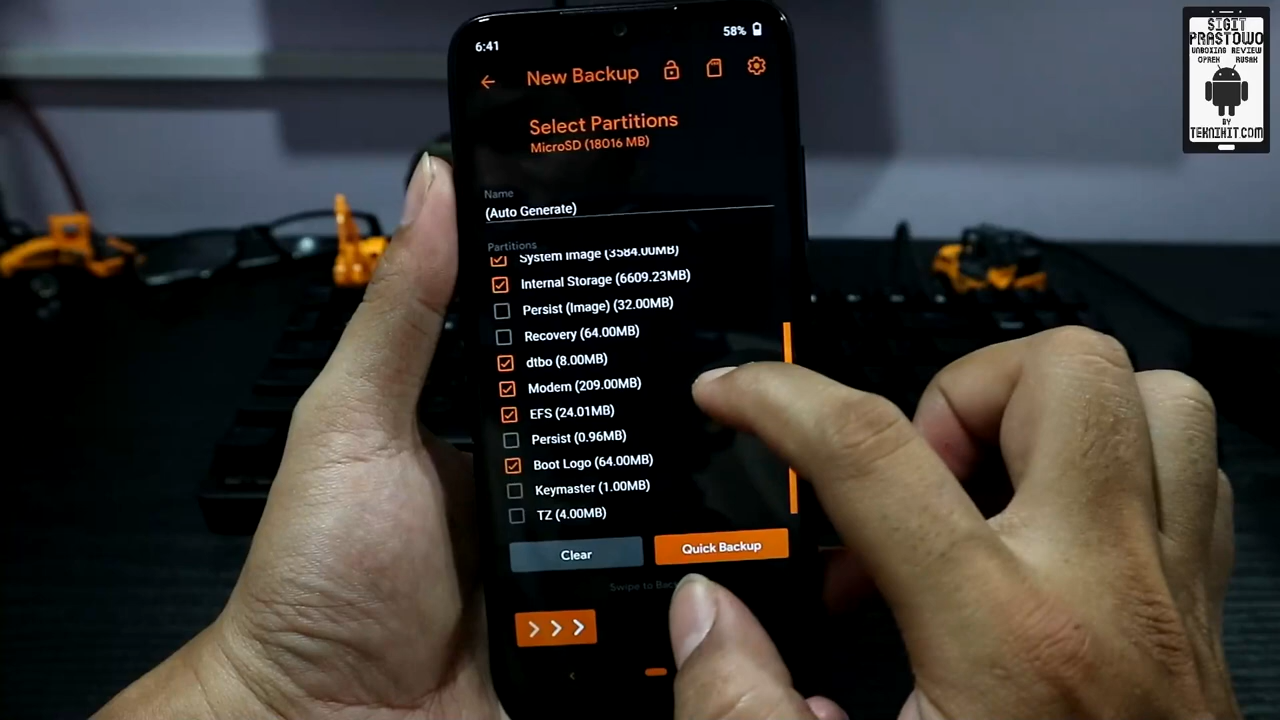 6:41
58%
New Backup
Select Partitions
MicroSD (18016 MB)
Name
(Auto Generate)
Partitions
System Image (3584.00MB)
Internal Storage (6609.23MB)
Persist (Image) (32.00MB)
Recovery (64.00MB)
dtbo (8.00MB)
Modem (209.00MB)
EFS (24.01MB)
Persist (0.96MB)
Boot Logo (64.00MB)
Keymaster (1.00MB)
TZ (4.00MB)
Clear
Quick Backup
Swipe to
SIGIT
PRASTOWO
UNBOXING REVIEW
OPREK RUSAK
BY
TEKNIHIT.COM